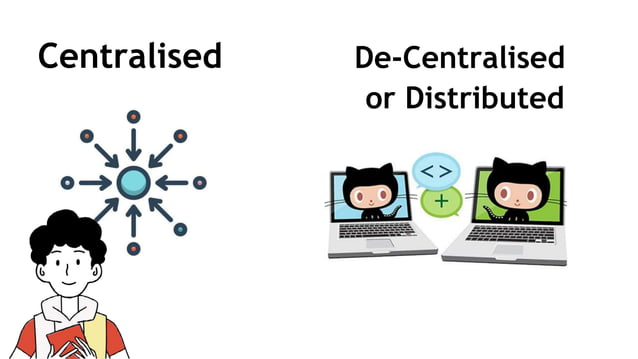 Centralised
De-Centralised
or Distributed
<>
+